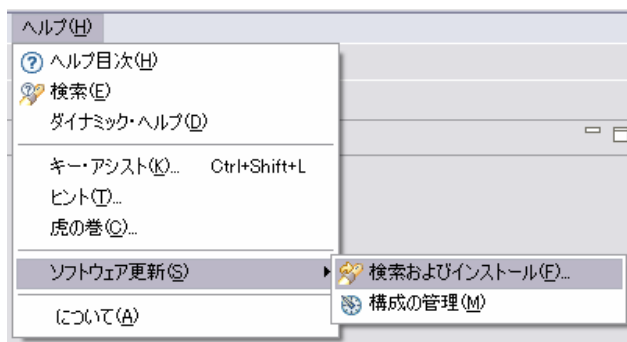 ヘルプ(H)
ヘルプ目次(H)
検索(E)
ダイナミック・ヘルプ(D)
キー・アシスト(K)... Ctrl+Shift+L
ヒント(T)...
虎の巻(C)...
ソフトウェア更新(S)
検索およびインストール(F)...
構成の管理(M)
について(A)